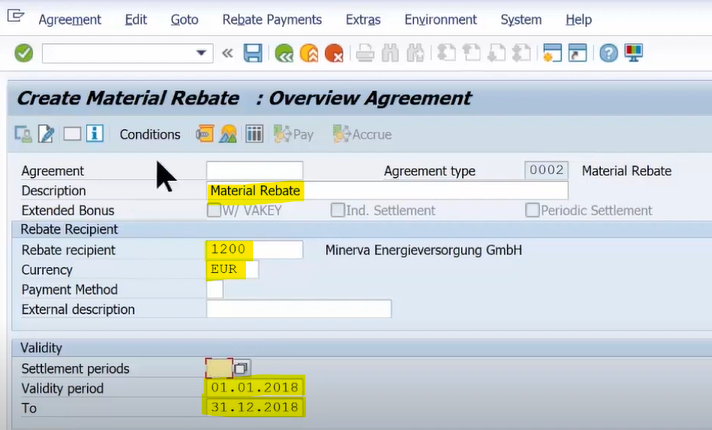 Agreement Edit Goto Rebate Payments Extras Environment System Help
Create Material Rebate : Overview Agreement
Conditions Pay Accrue
Agreement Agreement type 0002 Material Rebate
Description Material Rebate
Extended Bonus W/ VAKEY Ind. Settlement Periodic Settlement
Rebate Recipient
Rebate recipient 1200 Minerva Energieversorgung GmbH
Currency EUR
Payment Method
External description
Validity
Settlement periods
Validity period 01.01.2018
To 31.12.2018